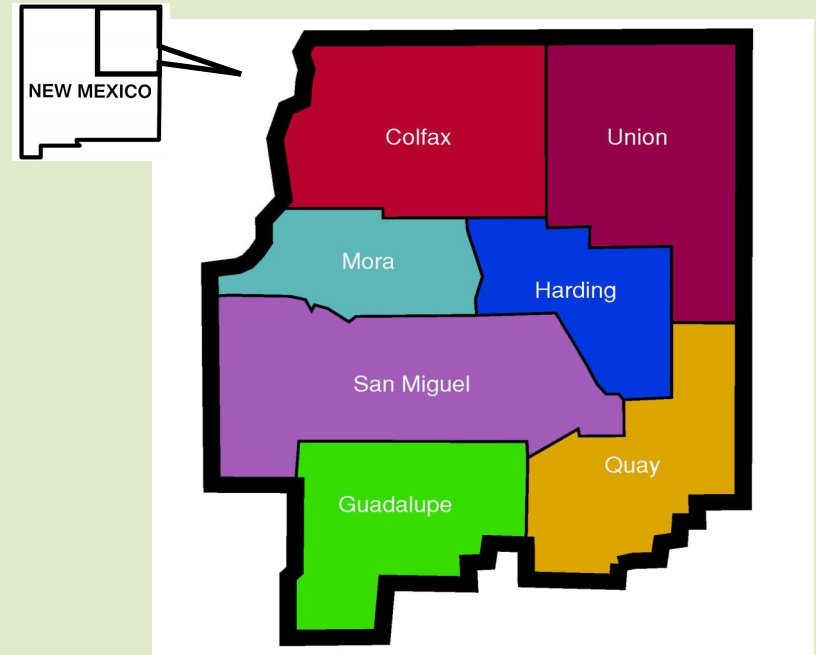 NEW MEXICO
Colfax
Union
Mora
Harding
San Miguel
Quay
Guadalupe